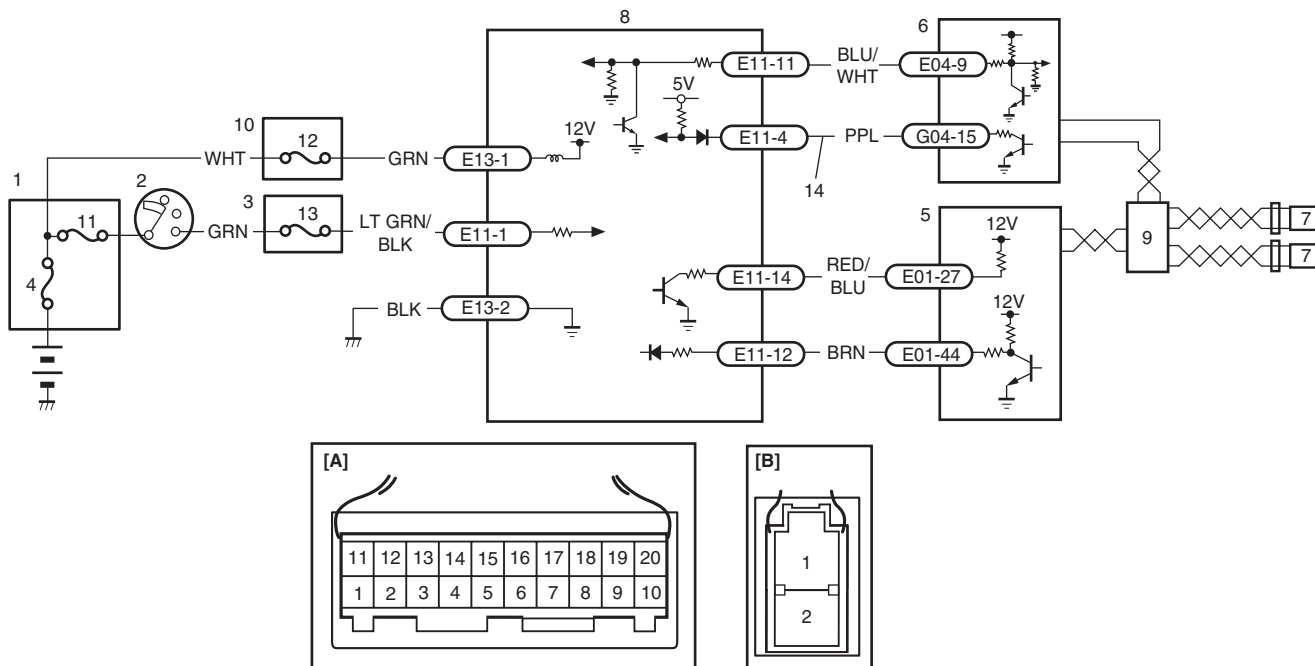 8
6
E11-11
BLU/
WHT
E04-9
5V
10
12
12V
E11-4
PPL
G04-15
WHT
GRN
E13-1
14
1
2
3
11
GRN
13
LT GRN/
BLK
E11-1
5
12V
9
7
7
4
E11-14
RED/
BLU
E01-27
BLK
E13-2
12V
E11-12
BRN
E01-44
[A]
11 12 13 14 15 16 17 18 19 20
1 2 3 4 5 6 7 8 9 10
[B]
1
2